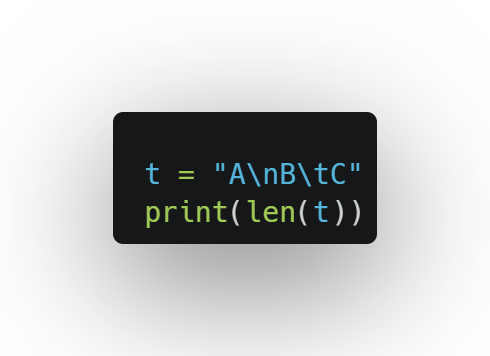 t = "A\nB\tC"
print(len(t))